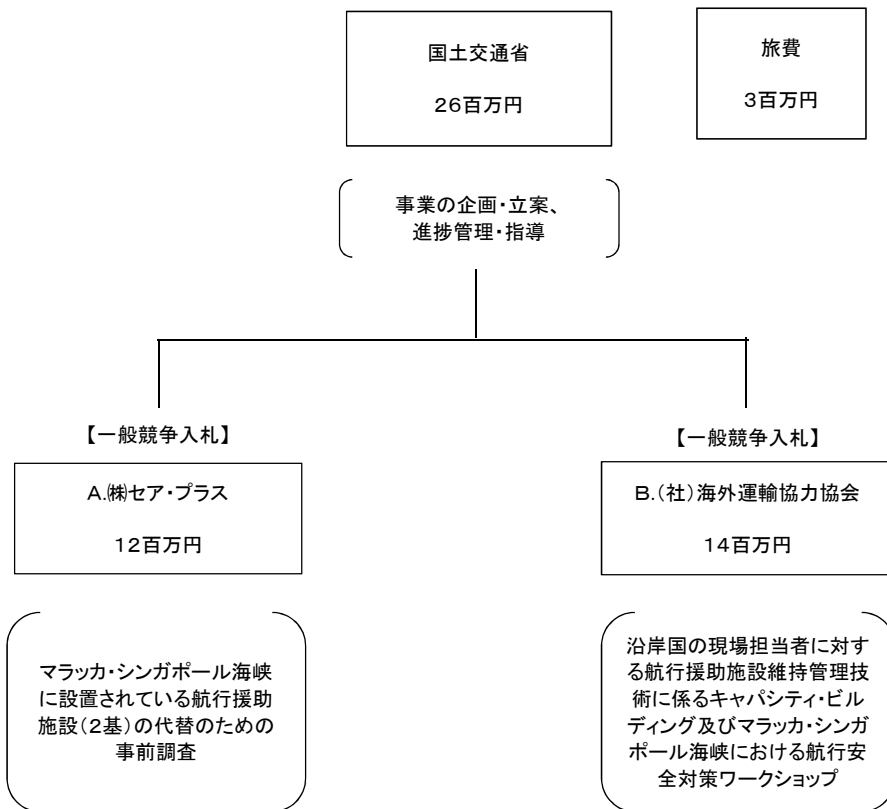 国土交通省
26百万円
旅費
3百万円
事業の企画・立案、
進捗管理・指導
【一般競争入札】
A.㈱セア・プラス
12百万円
マラッカ・シンガポール海峡
に設置されている航行援助
施設(2基)の代替のための
事前調査
【一般競争入札】
B.(社)海外運輸協力協会
14百万円
沿岸国の現場担当者に対す
る航行援助施設維持管理技
術に係るキャパシティ・ビル
ディング及びマラッカ・シンガ
ポール海峡における航行安
全対策ワークショップ